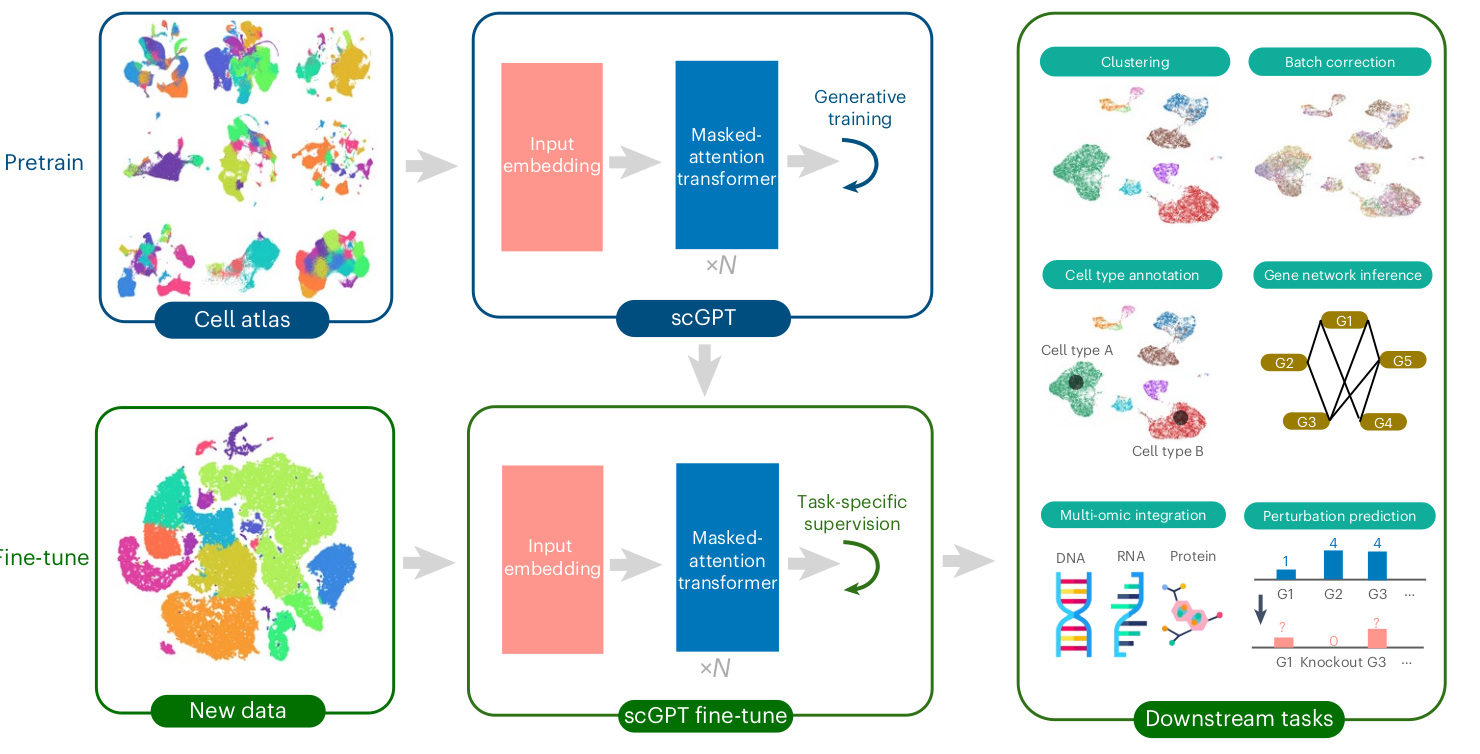 Pretrain
Cell atlas
Input
embedding
Masked-
attention
transformer
×N
Generative
training
scGPT
Fine-tune
New data
Input
embedding
Masked-
attention
transformer
×N
Task-specific
supervision
scGPT fine-tune
Clustering
Batch correction
Cell type annotation
Cell type A
Cell type B
Gene network inference
G1
G2
G5
G3
G4
Multi-omic integration
DNA
RNA
Protein
Perturbation prediction
1
4
4
G1
G2
G3
...
?
0
?
G1
Knockout
G3
...
Downstream tasks